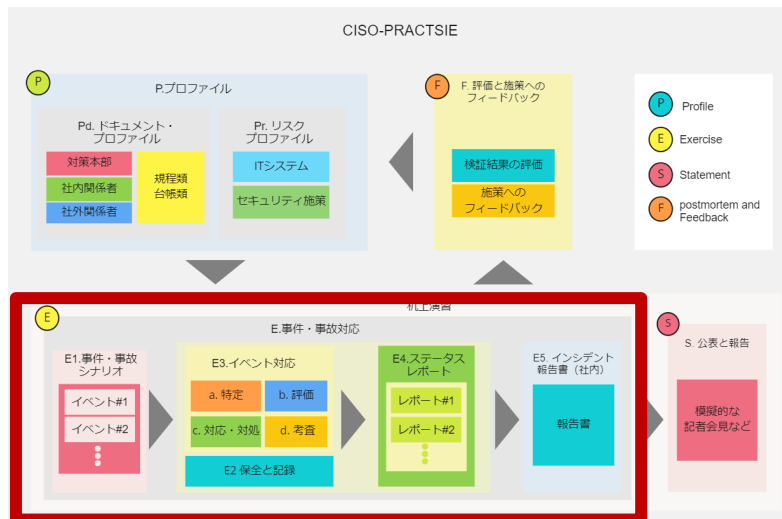 CISO-PRACTSIE
P
P.プロファイル
Pd. ドキュメント・
プロファイル
対策本部
社内関係者
社外関係者
規程類
台帳類
Pr. リスク
プロファイル
ITシステム
セキュリティ施策
F
F. 評価と施策への
フィードバック
検証結果の評価
施策への
フィードバック
P Profile
E Exercise
S Statement
F postmortem and
Feedback
机上演習
E
E.事件・事故対応
E1.事件・事故
シナリオ
イベント#1
イベント#2
E3.イベント対応
a. 特定
b. 評価
c. 対応・対処
d. 考査
E2 保全と記録
E4.ステータス
レポート
レポート#1
レポート#2
E5. インシデント
報告書（社内）
報告書
S
S. 公表と報告
模擬的な
記者会見など